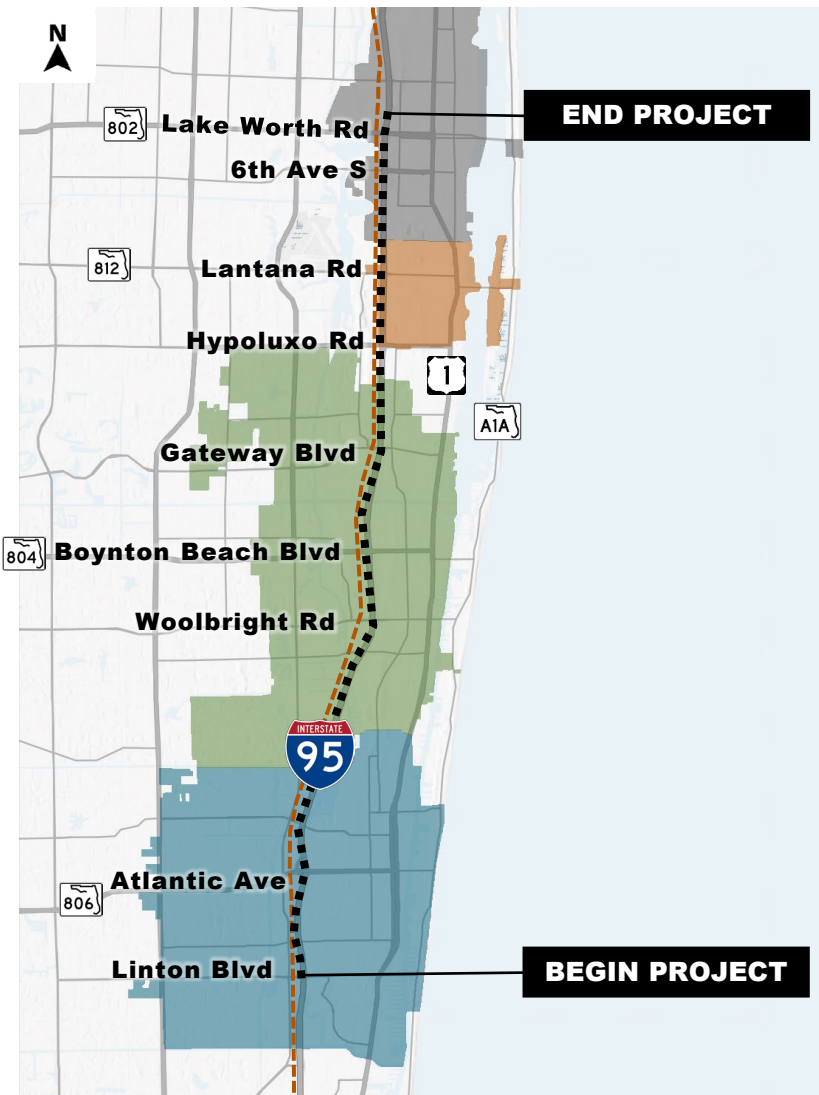 N
END PROJECT
802
Lake Worth Rd
6th Ave S
812
Lantana Rd
Hypoluxo Rd
1
A1A
Gateway Blvd
804
Boynton Beach Blvd
Woolbright Rd
INTERSTATE
95
Atlantic Ave
806
Linton Blvd
BEGIN PROJECT